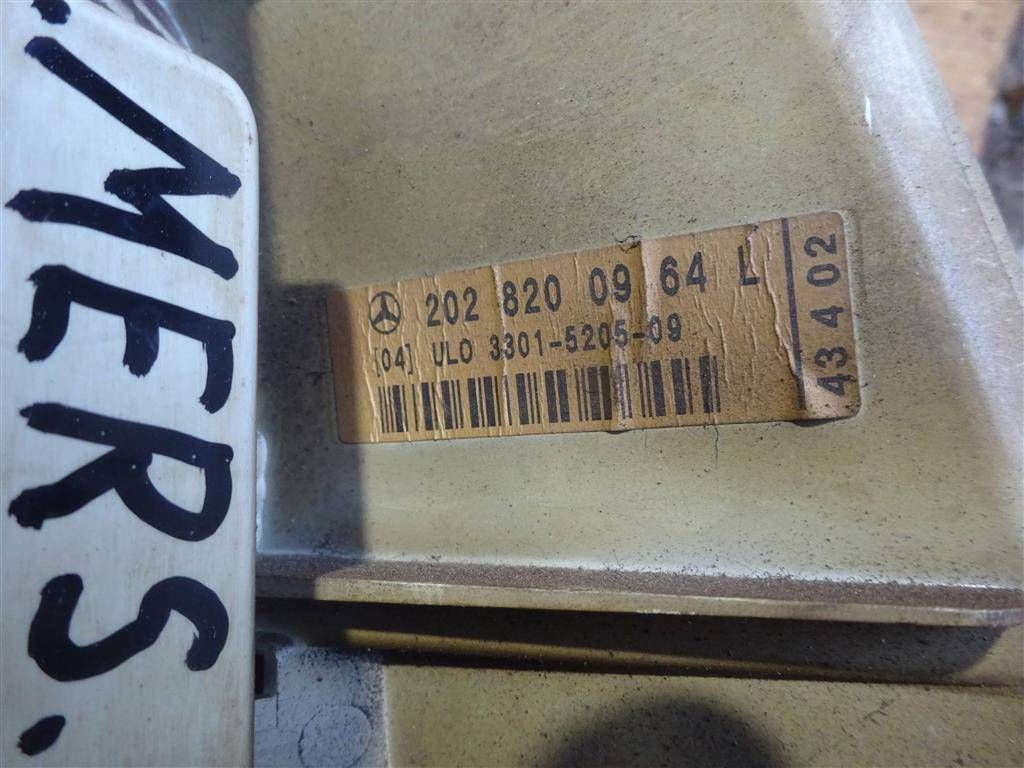 .MERS.
202 820 09 64 L
[04] ULO 3301-5205-09
43 4 02